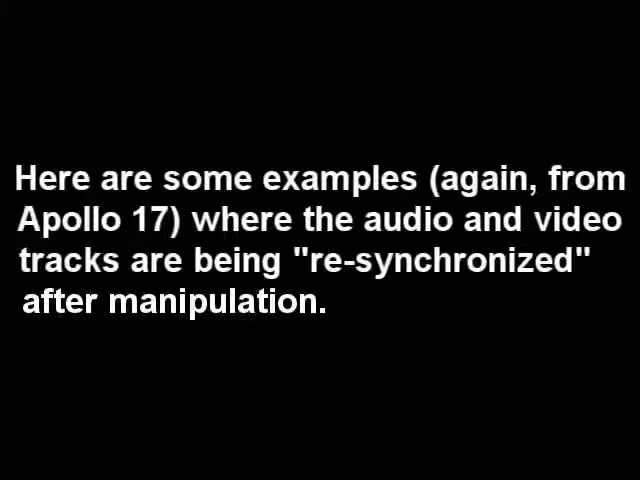 Here are some examples (again, from
Apollo 17) where the audio and video
tracks are being "re-synchronized"
after manipulation.